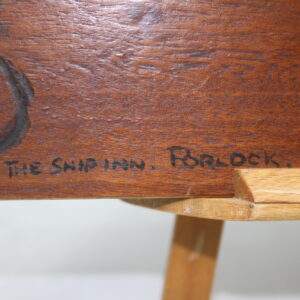 THE SHIP INN. PORLOCK.